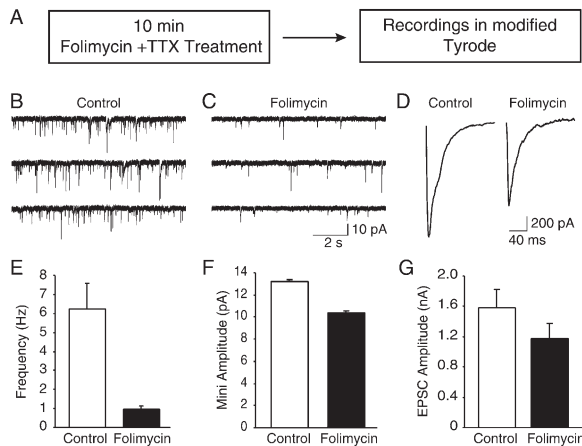 A
10 min
Folimycin +TTX Treatment
Recordings in modified
Tyrode
B
Control
C
Folimycin
D
Control
Folimycin
10 pA
2 s
200 pA
40 ms
E
Frequency (Hz)
8
7
6
5
4
3
2
1
0
Control
Folimycin
F
Mini Amplitude (pA)
14
12
10
8
6
4
2
0
Control
Folimycin
G
EPSC Amplitude (nA)
2.0
1.6
1.2
0.8
0.4
0
Control
Folimycin